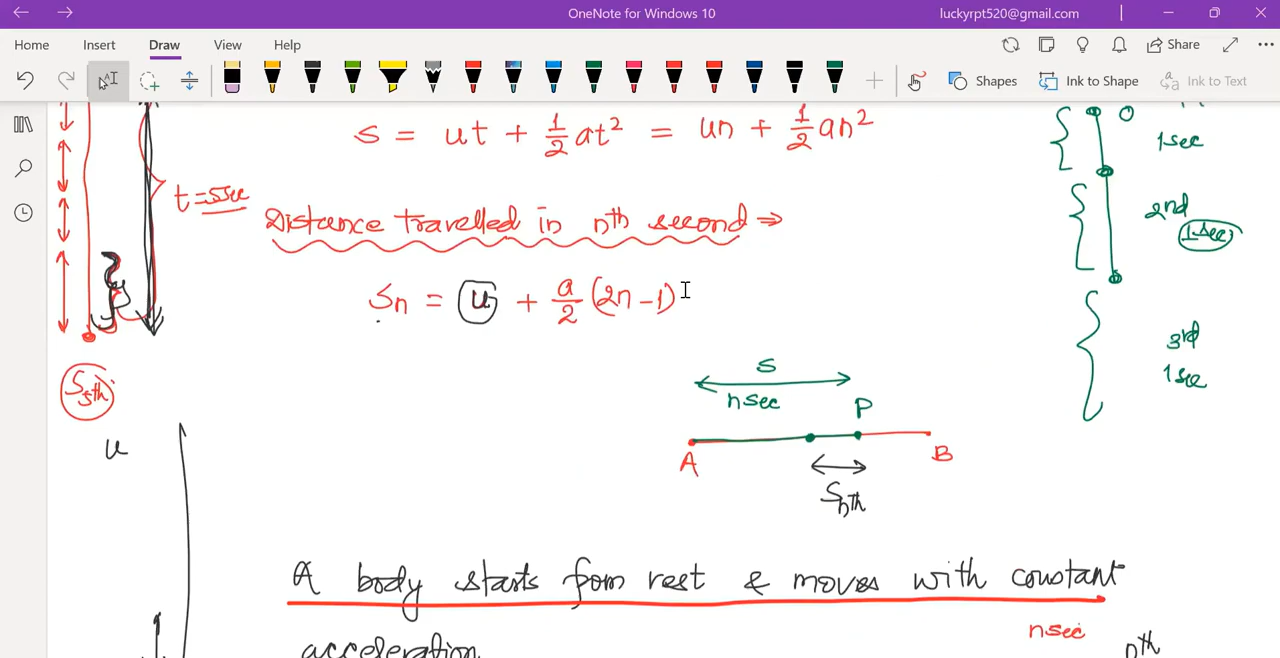 OneNote for Windows 10
luckyrpt520@gmail.com
Home Insert Draw View Help
Share
Shapes
Ink to Shape
Ink to Text
s = ut + 1/2 at² = un + 1/2 an²
O
1sec
t=5sec
Distance travelled in nth second ⇒
2nd
1sec
Sn = u + a/2 (2n-1)
3rd
1sec
S5th
s
nsec
P
A
B
Snth
u
A body starts from rest & moves with constant
nsec
acceleration
nth